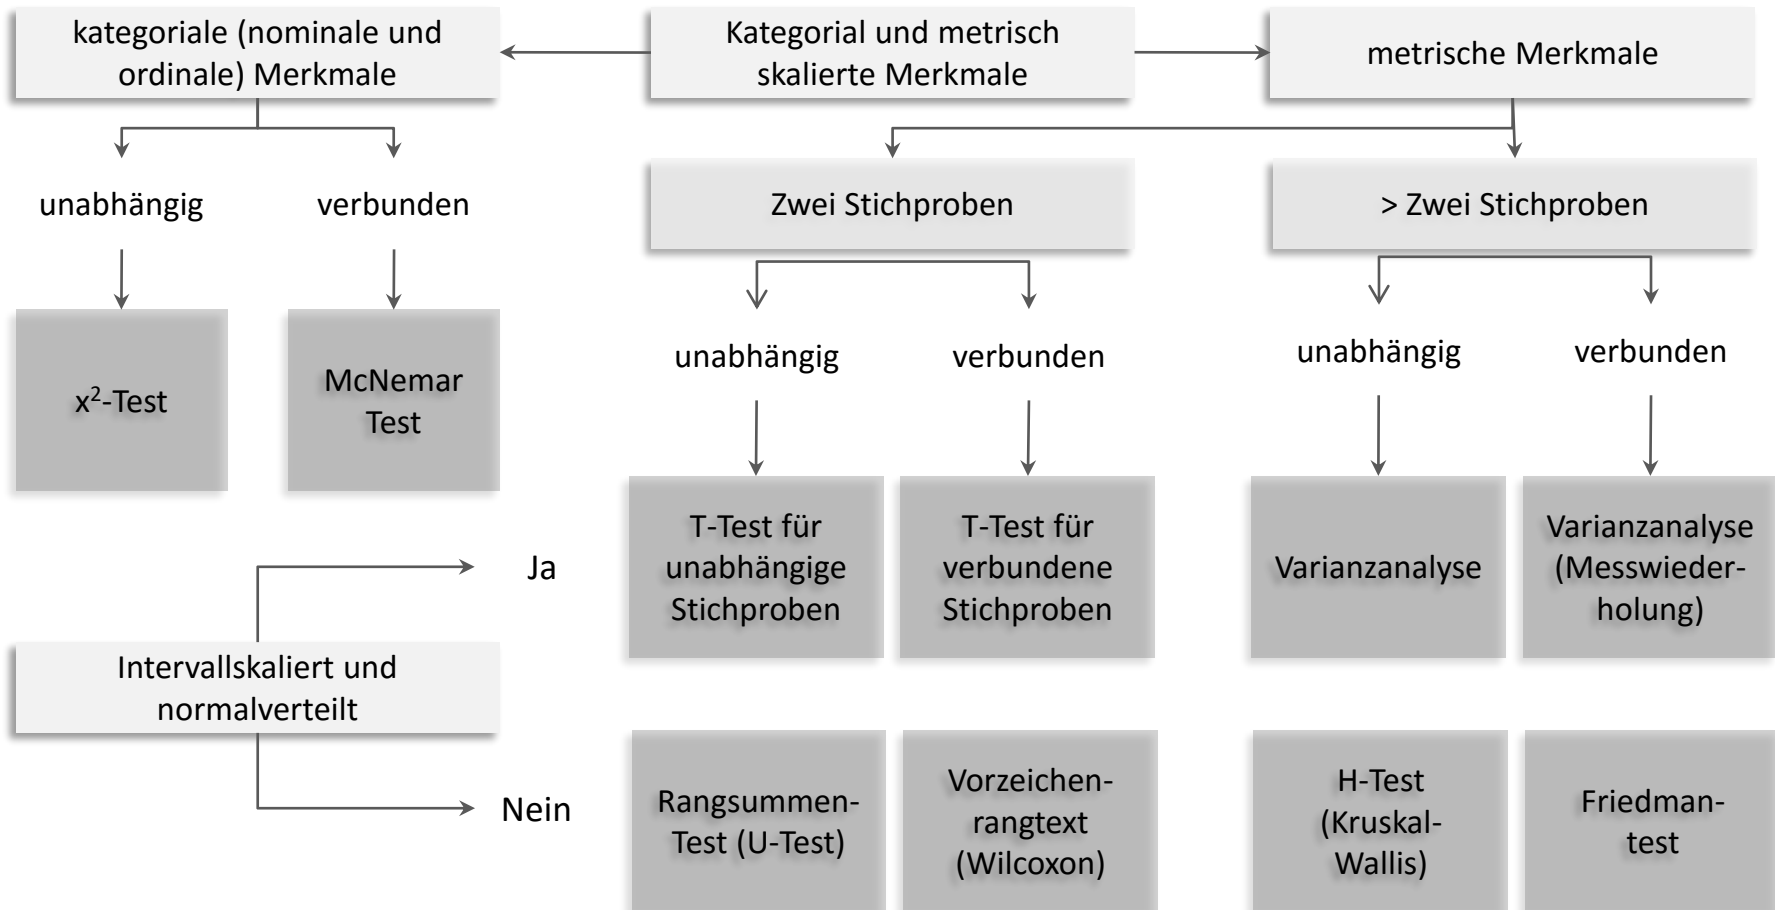 kategoriale (nominale und
ordinale) Merkmale
Kategorial und metrisch
skalierte Merkmale
metrische Merkmale
unabhängig
verbunden
Zwei Stichproben
> Zwei Stichproben
x²-Test
McNemar
Test
unabhängig
verbunden
unabhängig
verbunden
Ja
T-Test für
unabhängige
Stichproben
T-Test für
verbundene
Stichproben
Varianzanalyse
Varianzanalyse
(Messwieder-
holung)
Intervallskaliert und
normalverteilt
Nein
Rangsummen-
Test (U-Test)
Vorzeichen-
rangtext
(Wilcoxon)
H-Test
(Kruskal-
Wallis)
Friedman-
test